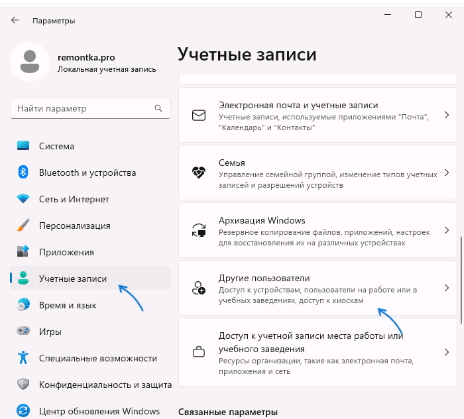 Параметры
remontka.pro
Локальная учетная запись
Найти параметр
Система
Bluetooth и устройства
Сеть и Интернет
Персонализация
Приложения
Учетные записи
Время и язык
Игры
Специальные возможности
Конфиденциальность и защита
Центр обновления Windows
Учетные записи
Электронная почта и учетные записи
Учетные записи, используемые приложениями "Почта",
"Календарь" и "Контакты"
Семья
Управление семейной группой, изменение типов учетных
записей и разрешений устройств
Архивация Windows
Резервное копирование файлов, приложений, настроек
для восстановления их на различных устройствах
Другие пользователи
Доступ к устройствам, пользователи на работе или в
учебных заведениях, доступ к киоскам
Доступ к учетной записи места работы или
учебного заведения
Ресурсы организации, такие как электронная почта,
приложения и сеть
Связанные параметры